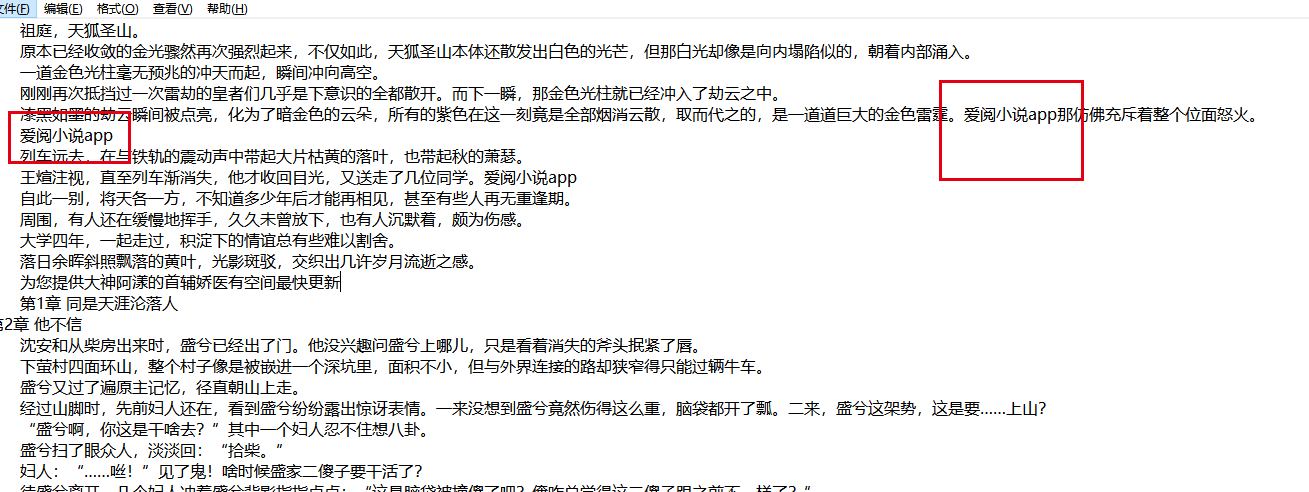 文件(F) 编辑(E) 格式(O) 查看(V) 帮助(H)
祖庭，天狐圣山。
原本已经收敛的金光骤然再次强烈起来，不仅如此，天狐圣山本体还散发出白色的光芒，但那白光却像是向内塌陷似的，朝着内部涌入。
一道金色光柱毫无预兆的冲天而起，瞬间冲向高空。
刚刚再次抵挡过一次雷劫的皇者们几乎是下意识的全都散开。而下一瞬，那金色光柱就已经冲入了劫云之中。
漆黑如墨的劫云瞬间被点亮，化为了暗金色的云朵，所有的紫色在这一刻竟是全部烟消云散，取而代之的，是一道道巨大的金色雷霆。爱阅小说app那仿佛充斥着整个位面怒火。
爱阅小说app
列车远去，在与铁轨的震动声中带起大片枯黄的落叶，也带起秋的萧瑟。
王煊注视，直至列车渐消失，他才收回目光，又送走了几位同学。爱阅小说app
自此一别，将天各一方，不知道多少年后才能再相见，甚至有些人再无重逢期。
周围，有人还在缓慢地挥手，久久未曾放下，也有人沉默着，颇为伤感。
大学四年，一起走过，积淀下的情谊总有些难以割舍。
落日余晖斜照飘落的黄叶，光影斑驳，交织出几许岁月流逝之感。
为您提供大神阿漾的首辅娇医有空间最快更新
第1章 同是天涯沦落人
第2章 他不信
沈安和从柴房出来时，盛兮已经出了门。他没兴趣问盛兮上哪儿，只是看着消失的斧头抿紧了唇。
下萤村四面环山，整个村子像是被嵌进一个深坑里，面积不小，但与外界连接的路却狭窄得只能过辆牛车。
盛兮又过了遍原主记忆，径直朝山上走。
经过山脚时，先前妇人还在，看到盛兮纷纷露出惊讶表情。一来没想到盛兮竟然伤得这么重，脑袋都开了瓢。二来，盛兮这架势，这是要……上山？
“盛兮啊，你这是干啥去？”其中一个妇人忍不住想八卦。
盛兮扫了眼众人，淡淡回：“拾柴。”
妇人：“……咝！”见了鬼！啥时候盛家二傻子要干活了？